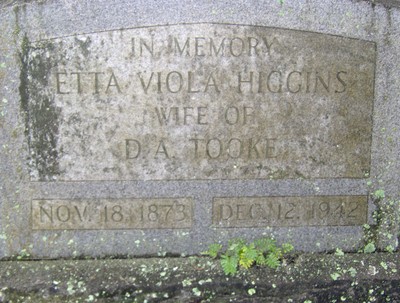 IN MEMORY
ETTA VIOLA HIGGINS
WIFE OF
D.A. TOOKE
NOV. 18, 1873 DEC. 12, 1942